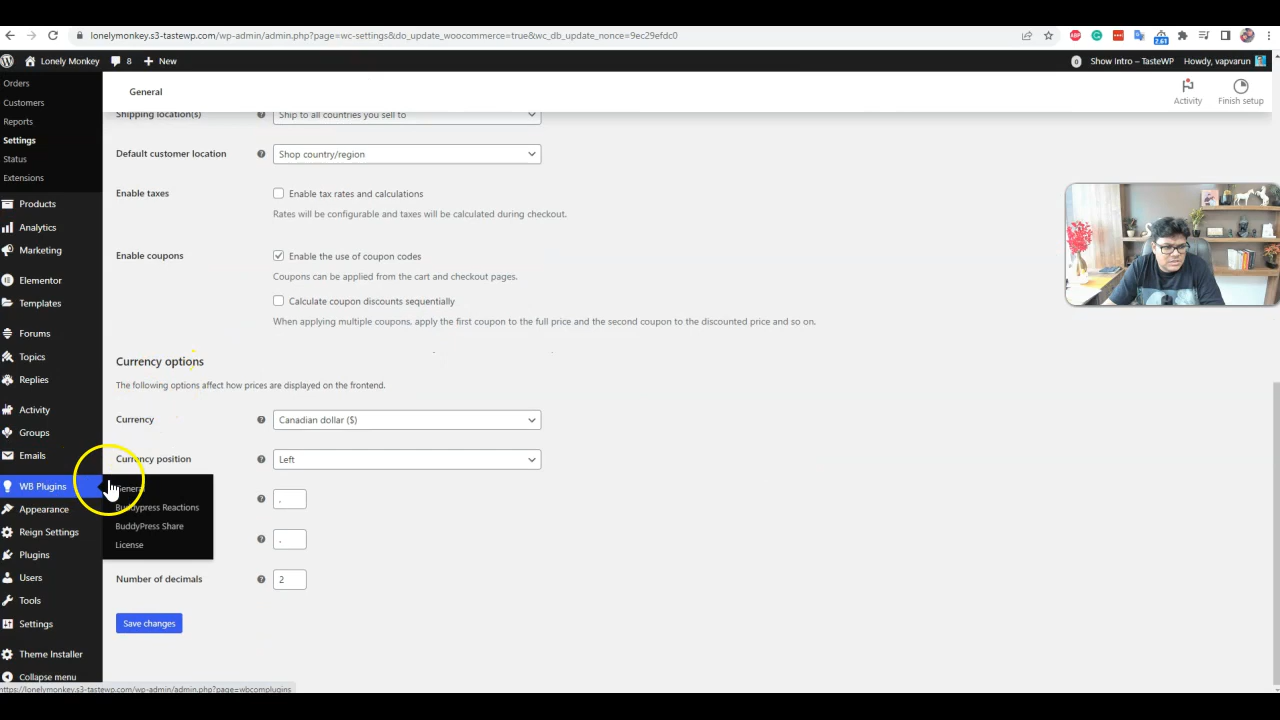 lonelymonkey.s3-tastewp.com/wp-admin/admin.php?page=wc-settings&do_update_woocommerce=true&wc_db_update_nonce=9ec29efdc0
2.61
Lonely Monkey
8
New
0
Show Intro – TasteWP
Howdy, vapvarun
Orders
Customers
Reports
Settings
Status
Extensions
Products
Analytics
Marketing
Elementor
Templates
Forums
Topics
Replies
Activity
Groups
Emails
WB Plugins
Appearance
Reign Settings
Plugins
Users
Tools
Settings
Theme Installer
Collapse menu
General
Buddypress Reactions
BuddyPress Share
License
General
Activity
Finish setup
Shipping location(s)
Ship to all countries you sell to
Default customer location
Shop country/region
Enable taxes
Enable tax rates and calculations
Rates will be configurable and taxes will be calculated during checkout.
Enable coupons
Enable the use of coupon codes
Coupons can be applied from the cart and checkout pages.
Calculate coupon discounts sequentially
When applying multiple coupons, apply the first coupon to the full price and the second coupon to the discounted price and so on.
Currency options
The following options affect how prices are displayed on the frontend.
Currency
Canadian dollar ($)
Currency position
Left
Number of decimals
2
Save changes
https://lonelymonkey.s3-tastewp.com/wp-admin/admin.php?page=wbcomplugins